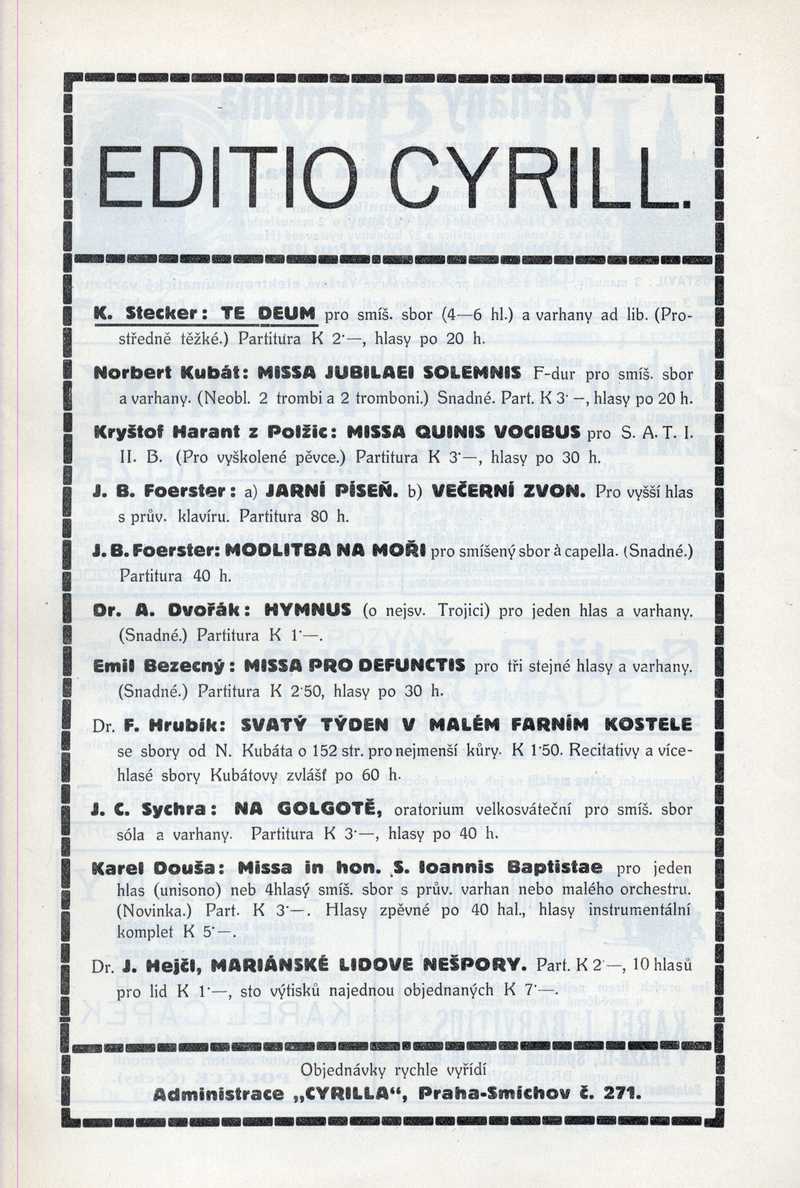 EDITIO CYRILL.
K. Stecker: TE DEUM pro smíš. sbor (4—6 hl.) a varhany ad lib. (Pro-
středně těžké.) Partitura K 2·—, hlasy po 20 h.
Norbert Kubát: MISSA JUBILAEI SOLEMNIS F-dur pro smíš. sbor
a varhany. (Neobl. 2 trombi a 2 tromboni.) Snadné. Part. K 3·—, hlasy po 20 h.
Kryštof Harant z Polžic: MISSA QUINIS VOCIBUS pro S. A. T. I.
II. B. (Pro vyškolené pěvce.) Partitura K 3·—, hlasy po 30 h.
J. B. Foerster: a) JARNÍ PÍSEŇ. b) VEČERNÍ ZVON. Pro vyšší hlas
s prův. klavíru. Partitura 80 h.
J. B. Foerster: MODLITBA NA MOŘI pro smíšený sbor à capella. (Snadné.)
Partitura 40 h.
Dr. A. Dvořák: HYMNUS (o nejsv. Trojici) pro jeden hlas a varhany.
(Snadné.) Partitura K 1·—.
Emil Bezecný: MISSA PRO DEFUNCTIS pro tři stejné hlasy a varhany.
(Snadné.) Partitura K 2·50, hlasy po 30 h.
Dr. F. Hrubík: SVATÝ TÝDEN V MALÉM FARNÍM KOSTELE
se sbory od N. Kubáta o 152 str. pro nejmenší kůry. K 1·50. Recitativy a více-
hlasé sbory Kubátovy zvlášť po 60 h.
J. C. Sychra: NA GOLGOTĚ, oratorium velkosváteční pro smíš. sbor
sóla a varhany. Partitura K 3·—, hlasy po 40 h.
Karel Douša: Missa in hon. S. Ioannis Baptistae pro jeden
hlas (unisono) neb 4hlasý smíš. sbor s prův. varhan nebo malého orchestru.
(Novinka.) Part. K 3·—. Hlasy zpěvné po 40 hal., hlasy instrumentální
komplet K 5·—.
Dr. J. Hejčl, MARIÁNSKÉ LIDOVE NEŠPORY. Part. K 2·—, 10 hlasů
pro lid K 1·—, sto výtisků najednou objednaných K 7·—.
Objednávky rychle vyřídí
Administrace „CYRILLA“, Praha-Smíchov č. 271.